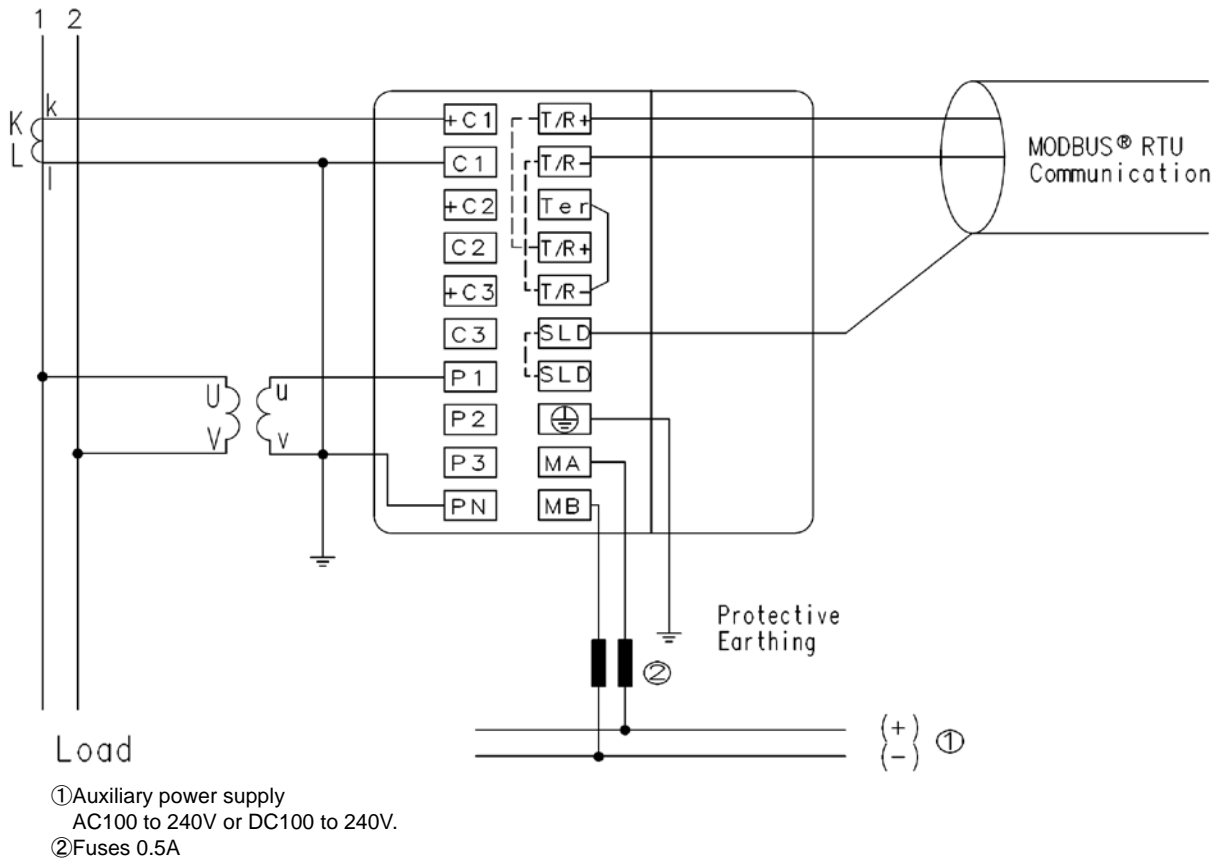 1 2
K k
L l
+C1 T/R+
C1 T/R-
+C2 Ter
C2 T/R+
+C3 T/R-
C3 SLD
P1 SLD
P2
P3 MA
PN MB
U u
V v
MODBUS® RTU
Communication
Protective
Earthing
②
(+)
(-) ①
Load
①Auxiliary power supply
AC100 to 240V or DC100 to 240V.
②Fuses 0.5A